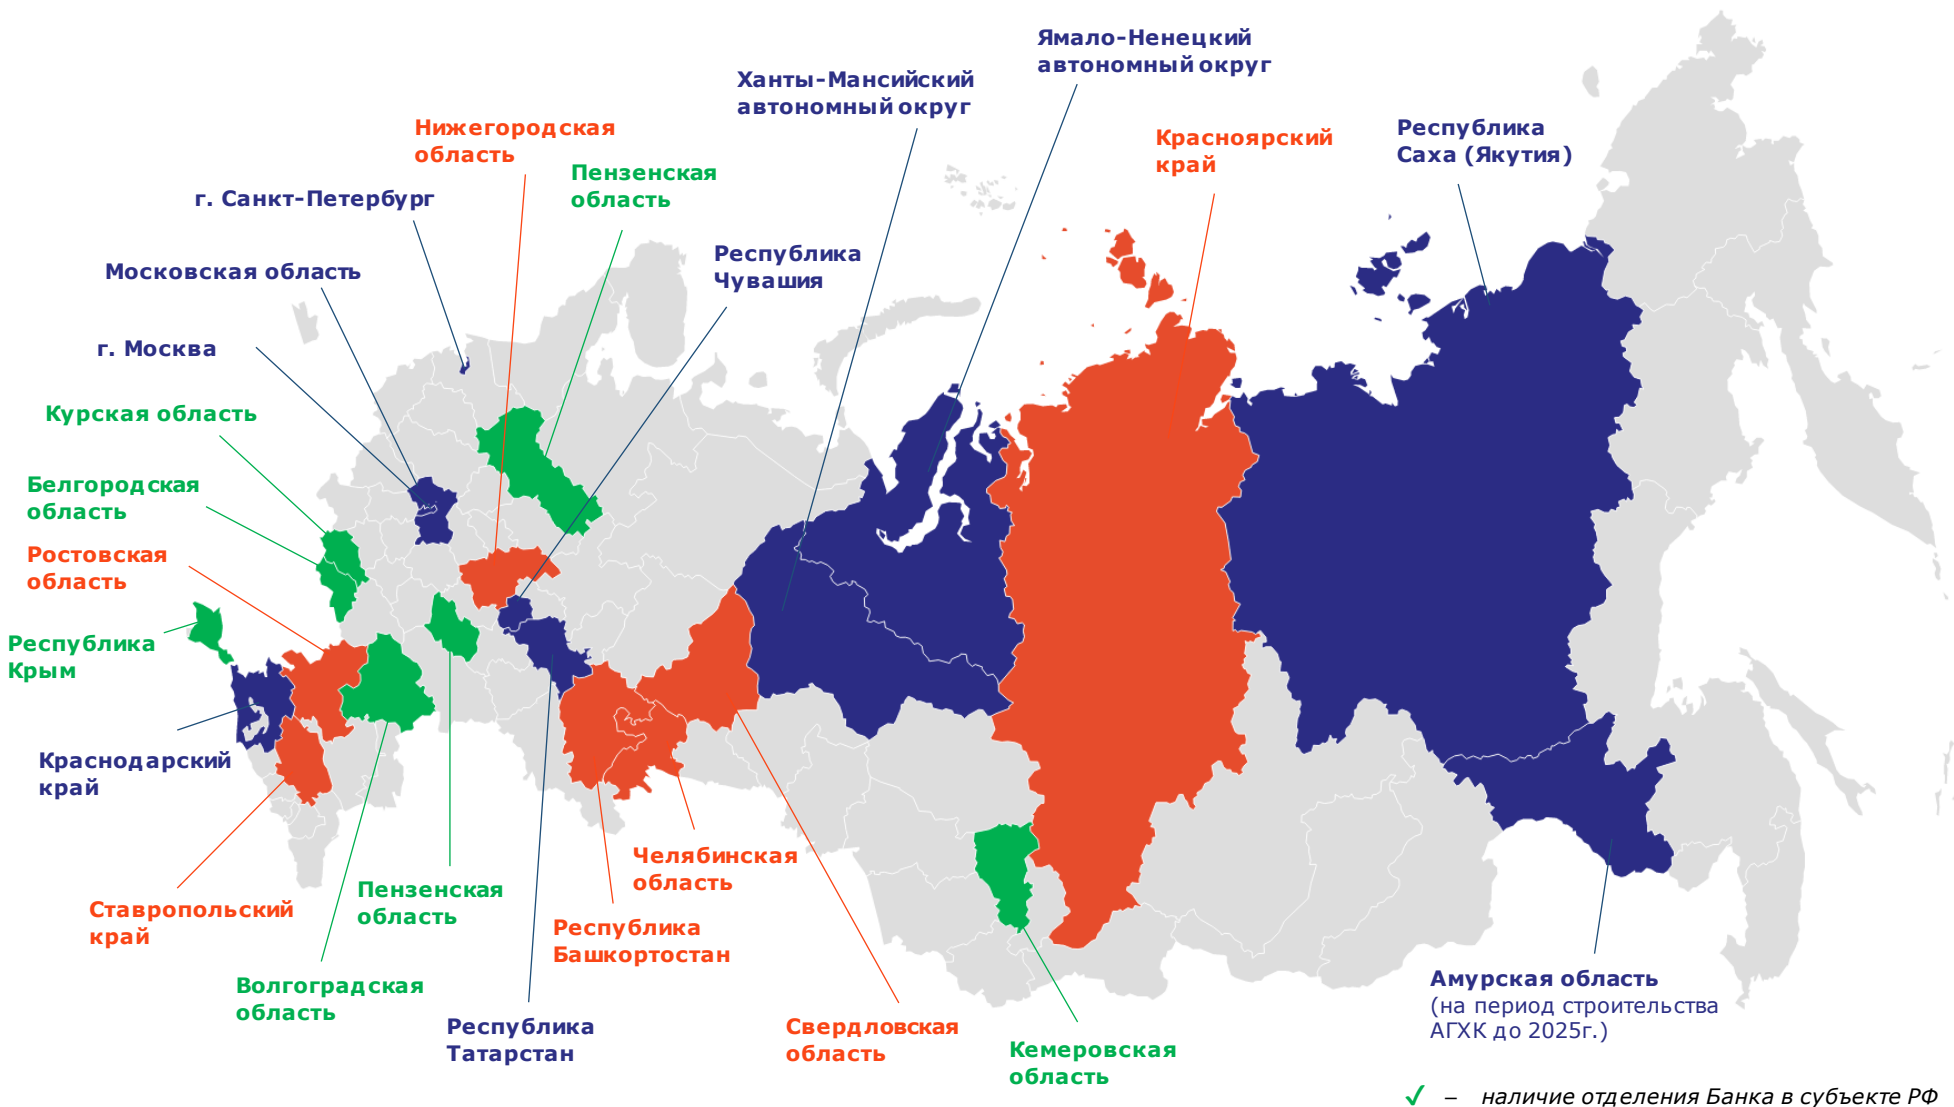 Ямало-Ненецкий
автономный округ
Ханты-Мансийский
автономный округ
Нижегородская
область
Красноярский
край
Республика
Саха (Якутия)
Пензенская
область
г. Санкт-Петербург
Республика
Чувашия
Московская область
г. Москва
Курская область
Белгородская
область
Ростовская
область
Республика
Крым
Краснодарский
край
Ставропольский
край
Пензенская
область
Челябинская
область
Республика
Башкортостан
Волгоградская
область
Республика
Татарстан
Свердловская
область
Кемеровская
область
Амурская область
(на период строительства
АГХК до 2025г.)
✓ – наличие отделения Банка в субъекте РФ